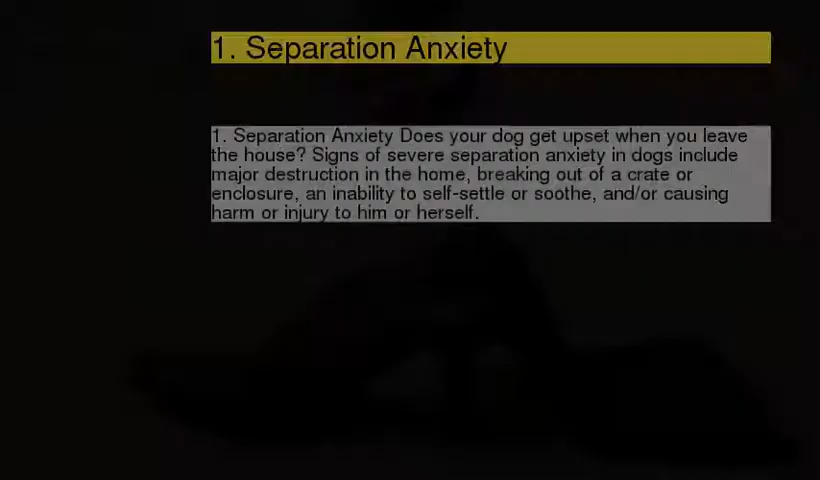 1. Separation Anxiety
1. Separation Anxiety Does your dog get upset when you leave
the house? Signs of severe separation anxiety in dogs include
major destruction in the home, breaking out of a crate or
enclosure, an inability to self-settle or soothe, and/or causing
harm or injury to him or herself.